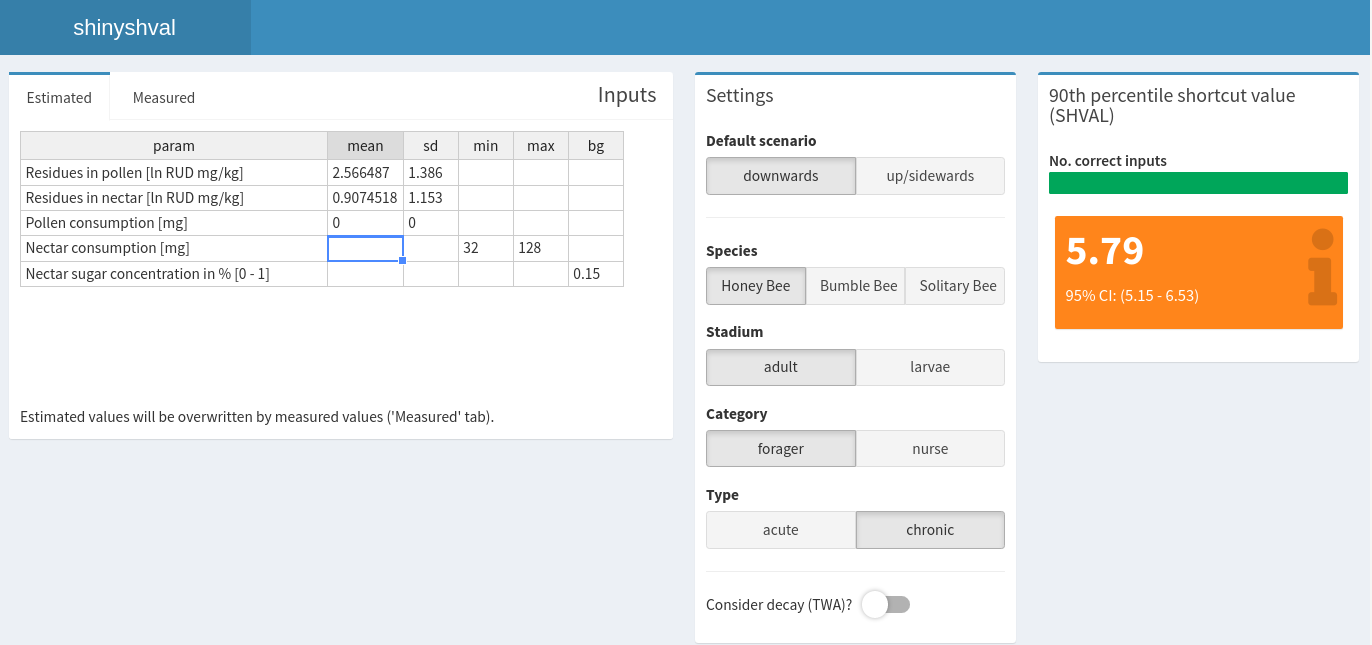 shinyshval
Estimated Measured Inputs
param mean sd min max bg
Residues in pollen [ln RUD mg/kg] 2.566487 1.386
Residues in nectar [ln RUD mg/kg] 0.9074518 1.153
Pollen consumption [mg] 0 0
Nectar consumption [mg] 32 128
Nectar sugar concentration in % [0 - 1] 0.15
Estimated values will be overwritten by measured values ('Measured' tab).
Settings
Default scenario
downwards up/sidewards
Species
Honey Bee Bumble Bee Solitary Bee
Stadium
adult larvae
Category
forager nurse
Type
acute chronic
Consider decay (TWA)?
90th percentile shortcut value
(SHVAL)
No. correct inputs
5.79
95% CI: (5.15 - 6.53)